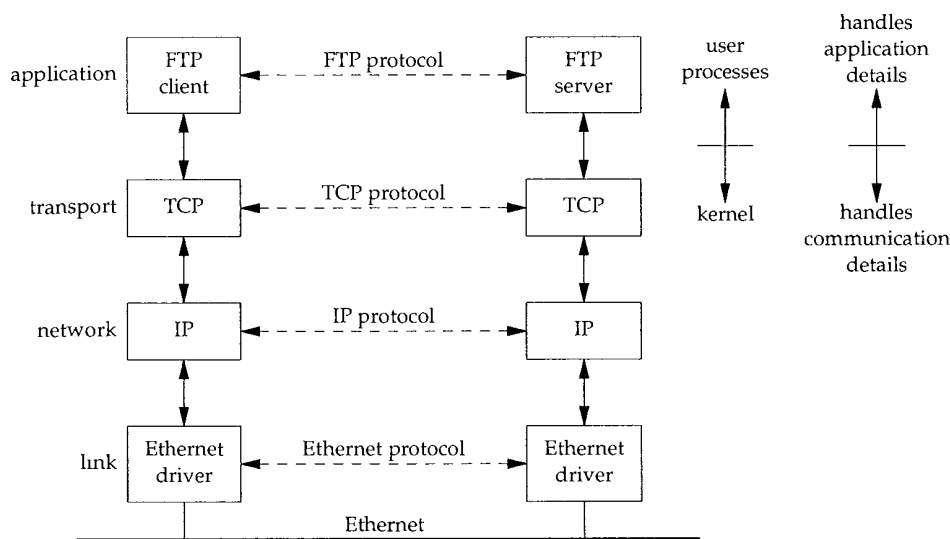 handles
application
details
user
processes
application
FTP
client
FTP protocol
FTP
server
transport
TCP
TCP protocol
TCP
kernel
handles
communication
details
network
IP
IP protocol
IP
link
Ethernet
driver
Ethernet protocol
Ethernet
driver
Ethernet